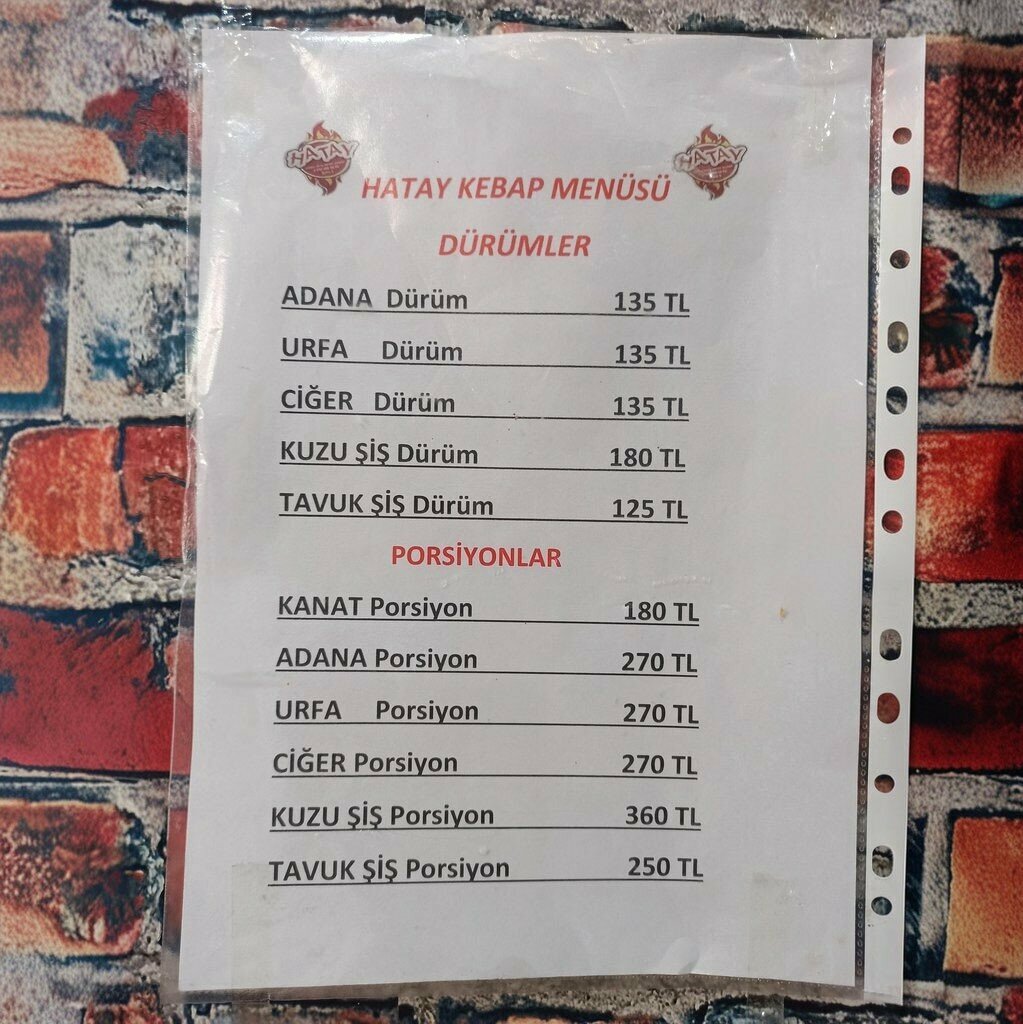 HATAY
HATAY
HATAY KEBAP MENÜSÜ
DÜRÜMLER
ADANA Dürüm 135 TL
URFA Dürüm 135 TL
CİĞER Dürüm 135 TL
KUZU ŞİŞ Dürüm 180 TL
TAVUK ŞİŞ Dürüm 125 TL
PORSİYONLAR
KANAT Porsiyon 180 TL
ADANA Porsiyon 270 TL
URFA Porsiyon 270 TL
CİĞER Porsiyon 270 TL
KUZU ŞİŞ Porsiyon 360 TL
TAVUK ŞİŞ Porsiyon 250 TL